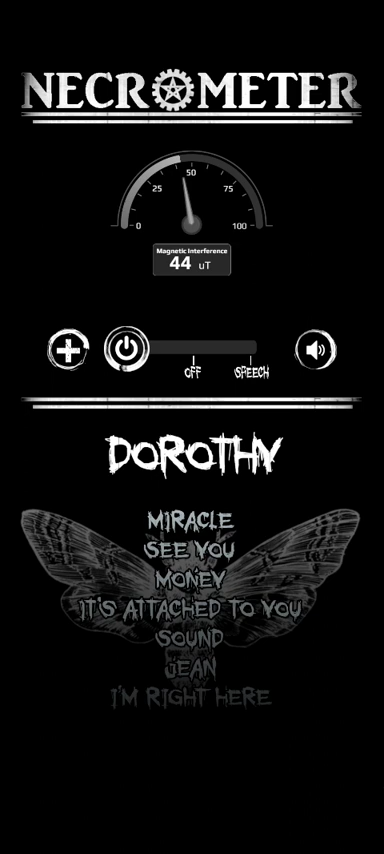 NECROMETER
0
25
50
75
100
Magnetic Interference
44 uT
OFF
SPEECH
DOROTHY
MIRACLE
SEE YOU
MONEY
IT'S ATTACHED TO YOU
SOUND
JEAN
I'M RIGHT HERE